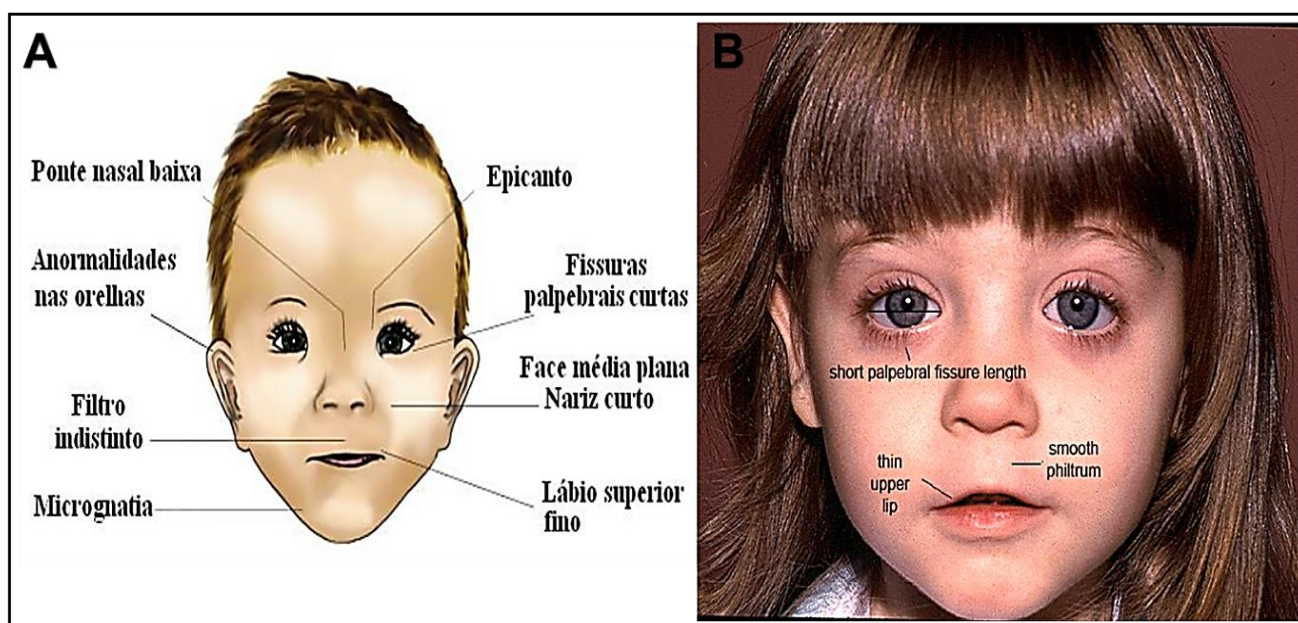 A
Ponte nasal baixa
Epicanto
Anormalidades
nas orelhas
Fissuras
palpebrais curtas
Face média plana
Nariz curto
Filtro
indistinto
Micrognatia
Lábio superior
fino
B
short palpebral fissure length
thin
upper
lip
smooth
philtrum